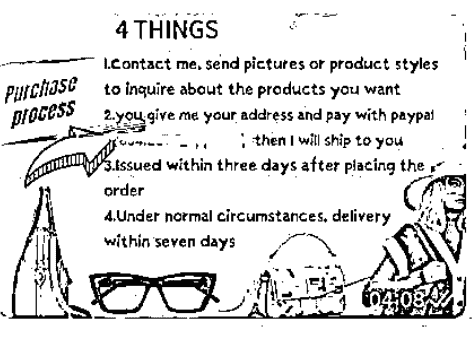 4 THINGS
Purchase
process
1.Contact me, send pictures or product styles
to inquire about the products you want
2.you give me your address and pay with paypal
then I will ship to you
3.Issued within three days after placing the
order
4.Under normal circumstances, delivery
within seven days
04:08